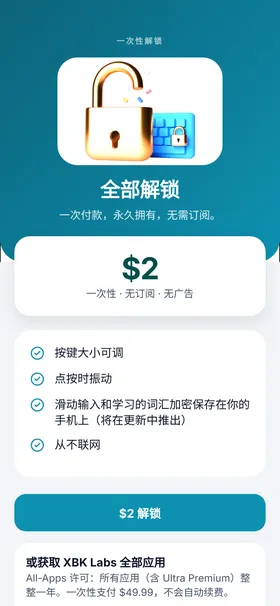 一次性解锁
全部解锁
一次付款，永久拥有，无需订阅。
$2
一次性 · 无订阅 · 无广告
按键大小可调
点按时振动
滑动输入和学习的词汇加密保存在你的
手机上（将在更新中推出）
从不联网
$2 解锁
或获取 XBK Labs 全部应用
All-Apps 许可：所有应用（含 Ultra Premium）整
整一年。一次性支付 $49.99，不会自动续费。